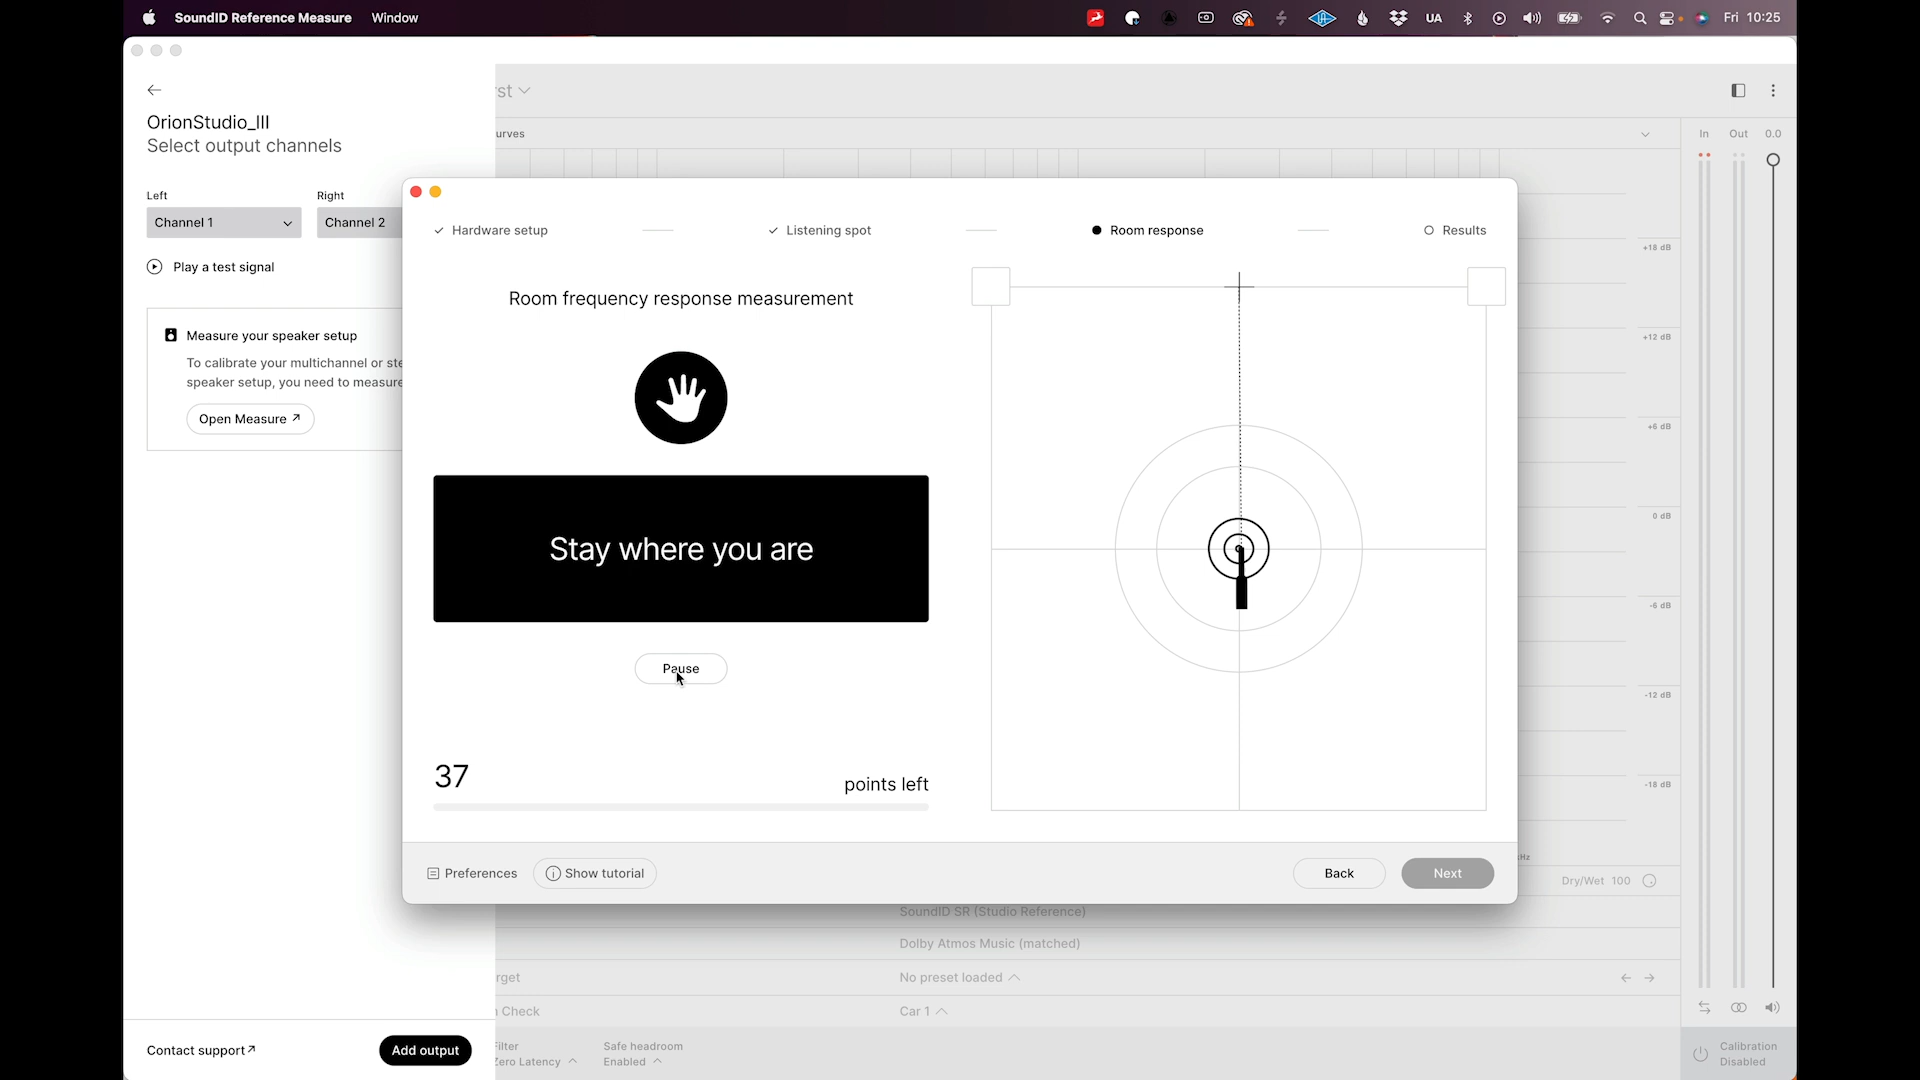 SoundID Reference Measure Window
UA
Fri 10:25
OrionStudio_III
Select output channels
Left
Right
Channel 1
Channel 2
Play a test signal
Measure your speaker setup
To calibrate your multichannel or ste
speaker setup, you need to measure
Open Measure
Contact support
Add output
rst
urves
In Out 0.0
Hardware setup
Listening spot
Room response
Results
Room frequency response measurement
Stay where you are
Pause
37
points left
Preferences
Show tutorial
Back
Next
+18 dB
+12 dB
+6 dB
0 dB
-6 dB
-12 dB
-18 dB
Hz
Dry/Wet 100
SoundID SR (Studio Reference)
Dolby Atmos Music (matched)
rget
No preset loaded
n Check
Car 1
Filter
Zero Latency
Safe headroom
Enabled
Calibration
Disabled